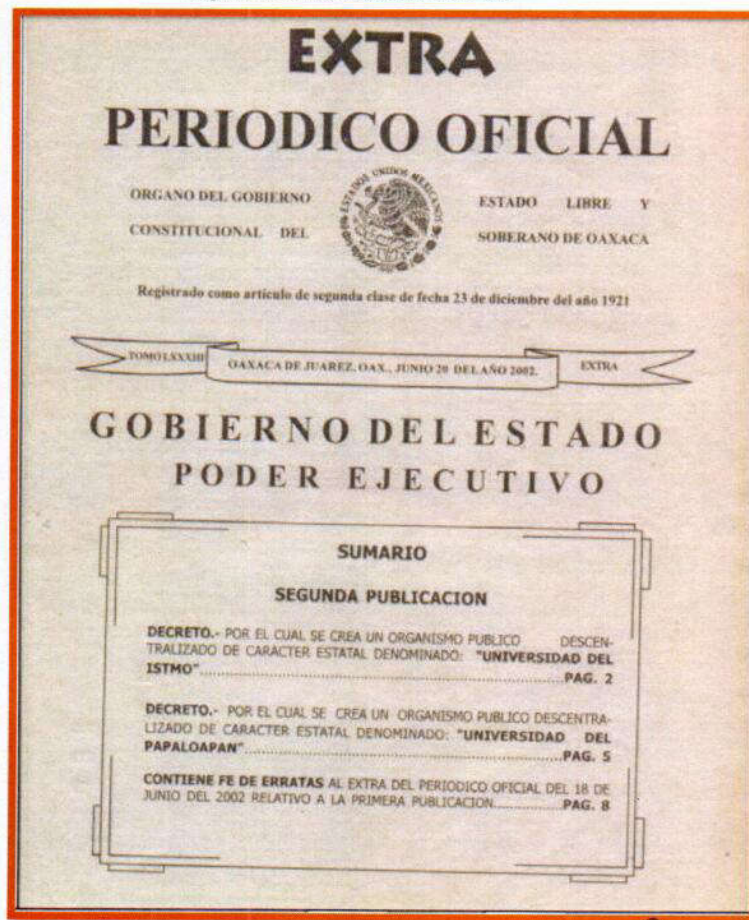 EXTRA
PERIODICO OFICIAL
ORGANO DEL GOBIERNO
CONSTITUCIONAL DEL
ESTADOS UNIDOS MEXICANOS
ESTADO LIBRE Y
SOBERANO DE OAXACA
Registrado como artículo de segunda clase de fecha 23 de diciembre del año 1921
TOMO LXXXIII
OAXACA DE JUAREZ, OAX., JUNIO 20 DEL AÑO 2002.
EXTRA
GOBIERNO DEL ESTADO
PODER EJECUTIVO
SUMARIO
SEGUNDA PUBLICACION
DECRETO.- POR EL CUAL SE CREA UN ORGANISMO PUBLICO DESCEN-
TRALIZADO DE CARACTER ESTATAL DENOMINADO: "UNIVERSIDAD DEL
ISTMO"..........................................................................PAG. 2
DECRETO.- POR EL CUAL SE CREA UN ORGANISMO PUBLICO DESCENTRA-
LIZADO DE CARACTER ESTATAL DENOMINADO: "UNIVERSIDAD DEL
PAPALOAPAN"................................................................PAG. 5
CONTIENE FE DE ERRATAS AL EXTRA DEL PERIODICO OFICIAL DEL 18 DE
JUNIO DEL 2002 RELATIVO A LA PRIMERA PUBLICACION..............PAG. 8